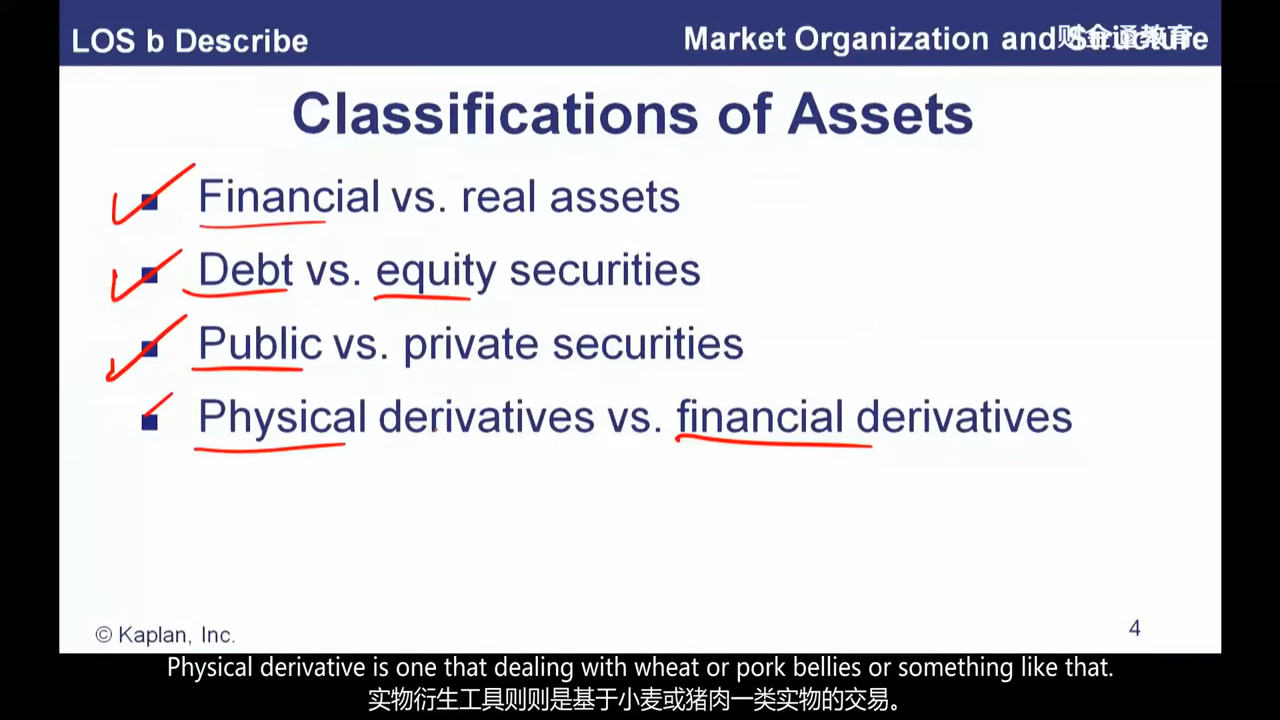 LOS b Describe
Market Organization and Structure
财金通教育
Classifications of Assets
Financial vs. real assets
Debt vs. equity securities
Public vs. private securities
Physical derivatives vs. financial derivatives
© Kaplan, Inc.
4
Physical derivative is one that dealing with wheat or pork bellies or something like that.
实物衍生工具则则是基于小麦或猪肉一类实物的交易。